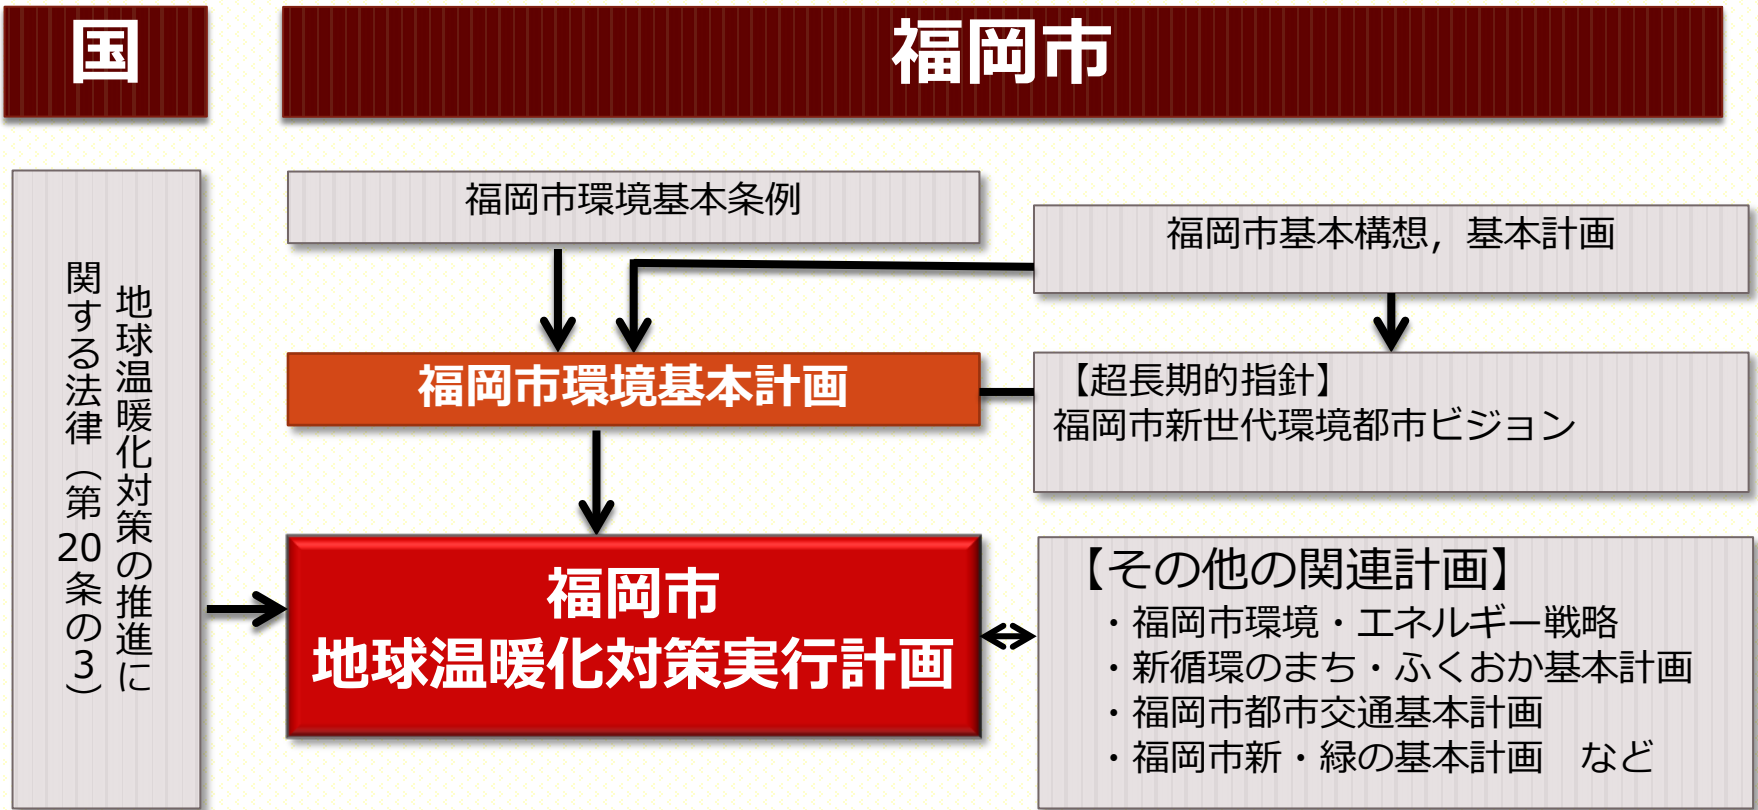 国
福岡市
地球温暖化対策の推進に
関する法律（第20条の3）
福岡市環境基本条例
福岡市基本構想，基本計画
福岡市環境基本計画
【超長期的指針】
福岡市新世代環境都市ビジョン
福岡市
地球温暖化対策実行計画
【その他の関連計画】
・福岡市環境・エネルギー戦略
・新循環のまち・ふくおか基本計画
・福岡市都市交通基本計画
・福岡市新・緑の基本計画　など